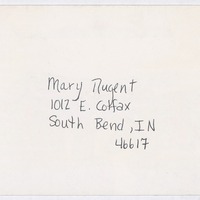 Mary Nugent
1012 E. Colfax
South Bend, IN
46617